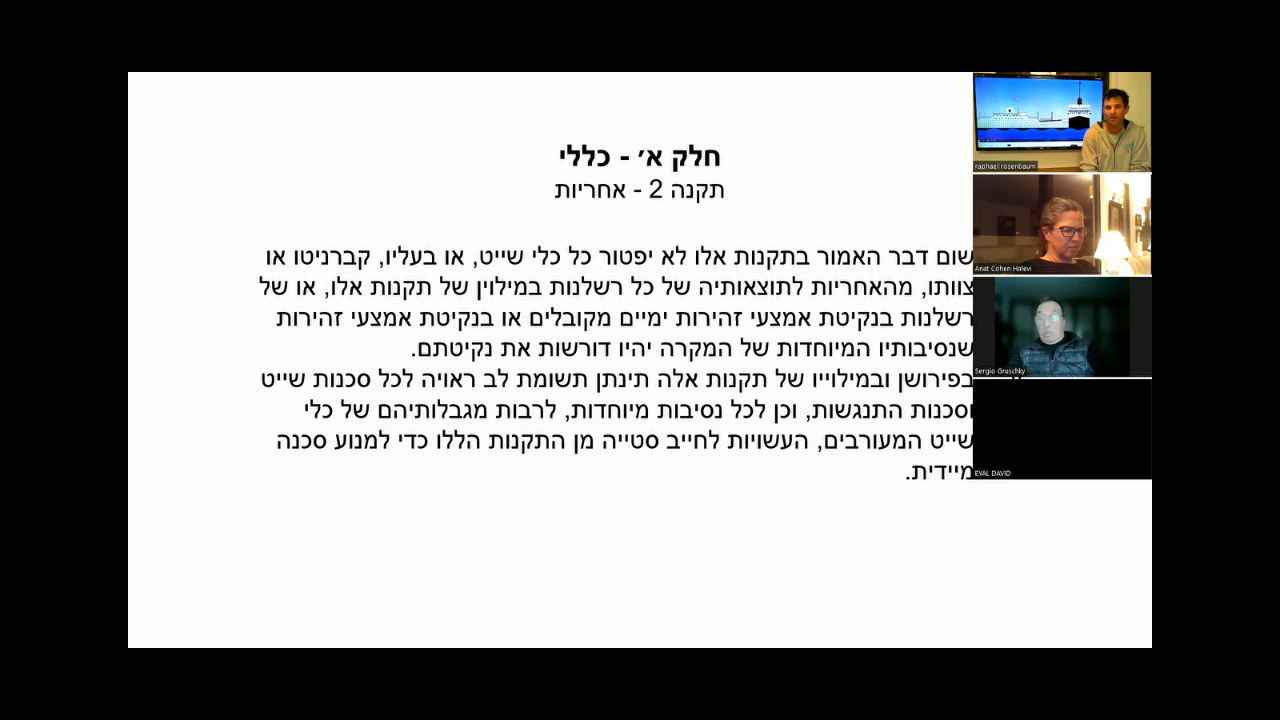 חלק א׳ - כללי
תקנה 2 - אחריות
שום דבר האמור בתקנות אלו לא יפטור כל כלי שייט, או בעליו, קברניטו או
צוותו, מהאחריות לתוצאותיה של כל רשלנות במילוין של תקנות אלו, או של
רשלנות בנקיטת אמצעי זהירות ימיים מקובלים או בנקיטת אמצעי זהירות
שנסיבותיו המיוחדות של המקרה יהיו דורשות את נקיטתם.
בפירושן ובמילוייו של תקנות אלה תינתן תשומת לב ראויה לכל סכנות שייט
וסכנות התנגשות, וכן לכל נסיבות מיוחדות, לרבות מגבלותיהם של כלי
שייט המעורבים, העשויות לחייב סטייה מן התקנות הללו כדי למנוע סכנה
מיידית.
raphael rosenbaum
Anat Cohen Halevi
Sergio Gruschky
EYAL DAVID